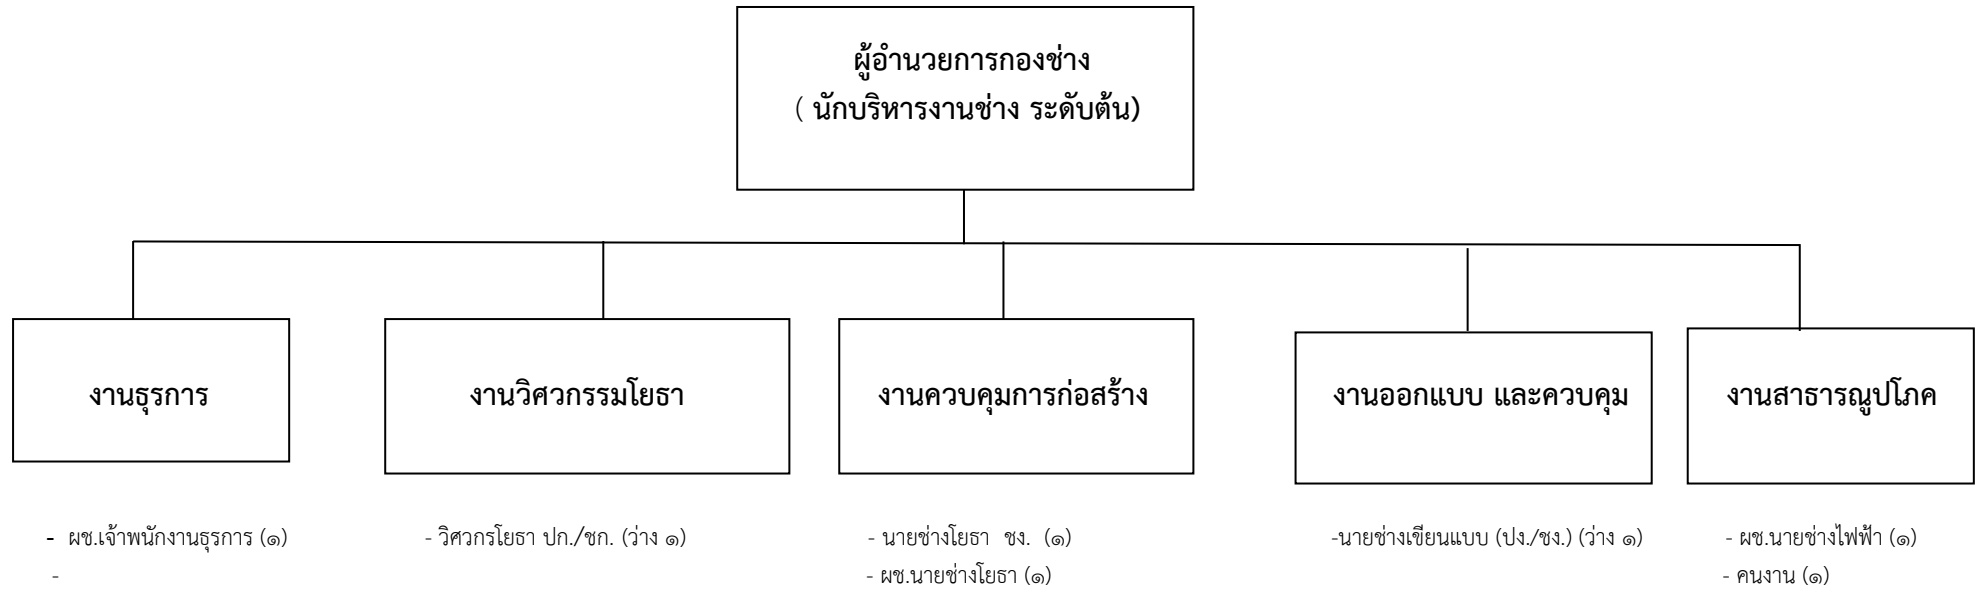 ผู้อำนวยการกองช่าง
( นักบริหารงานช่าง ระดับต้น)
งานธุรการ
งานวิศวกรรมโยธา
งานควบคุมการก่อสร้าง
งานออกแบบ และควบคุม
งานสาธารณูปโภค
- ผช.เจ้าพนักงานธุรการ (๑)
-
- วิศวกรโยธา ปก./ชก. (ว่าง ๑)
- นายช่างโยธา ชง. (๑)
- ผช.นายช่างโยธา (๑)
-นายช่างเขียนแบบ (ปง./ชง.) (ว่าง ๑)
- ผช.นายช่างไฟฟ้า (๑)
- คนงาน (๑)